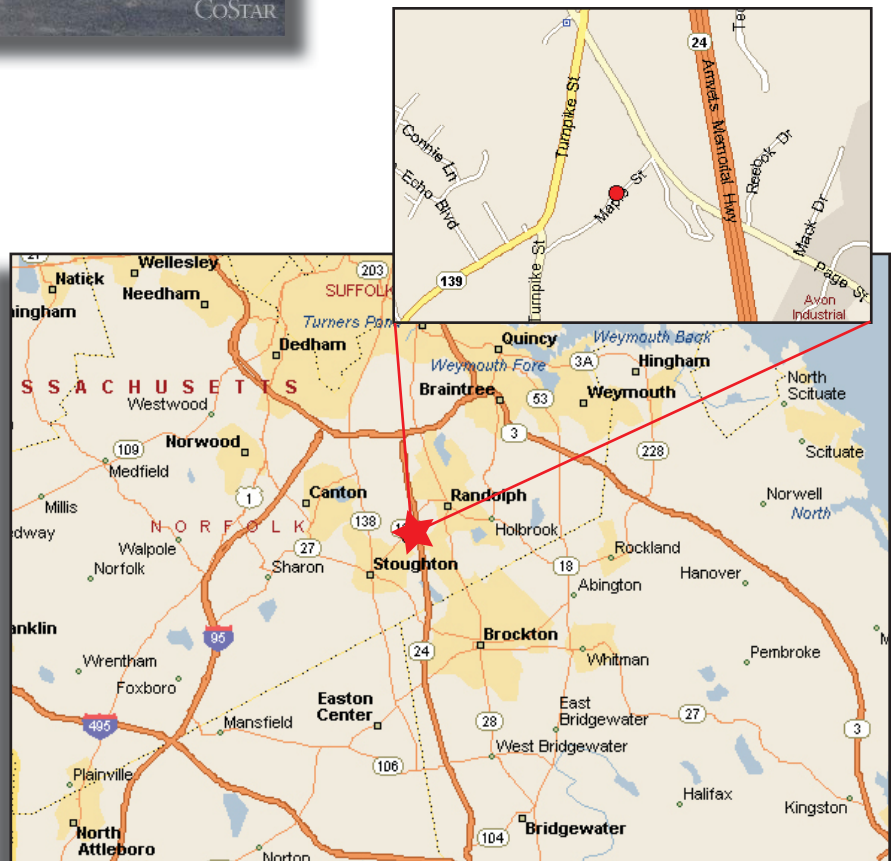 COSTAR
24
Tec
Turnpike St
Amvets Memorial Hwy
Connie Ln
Echo Blvd
Maple St
Reebok Dr
Mack Dr
139
Turnpike St
Page St
Avon
Industrial
Wellesley
Natick
Needham
ingham
203
SUFFOLK
Turners Pond
Dedham
Quincy
Weymouth Back
Weymouth Fore
3A
Hingham
SSACHUSETTS
Westwood
Braintree
53
Weymouth
North
Scituate
109
Norwood
3
228
Scituate
Medfield
Millis
1
Canton
Randolph
Norwell
North
dway
NORFOLK
138
Holbrook
Walpole
27
Rockland
Norfolk
Sharon
Stoughton
18
Abington
Hanover
anklin
95
Brockton
Wrentham
24
Whitman
Pembroke
Foxboro
Easton
Center
East
Bridgewater
495
Mansfield
28
27
3
West Bridgewater
106
Plainville
Halifax
Kingston
North
Attleboro
104
Bridgewater
Norton